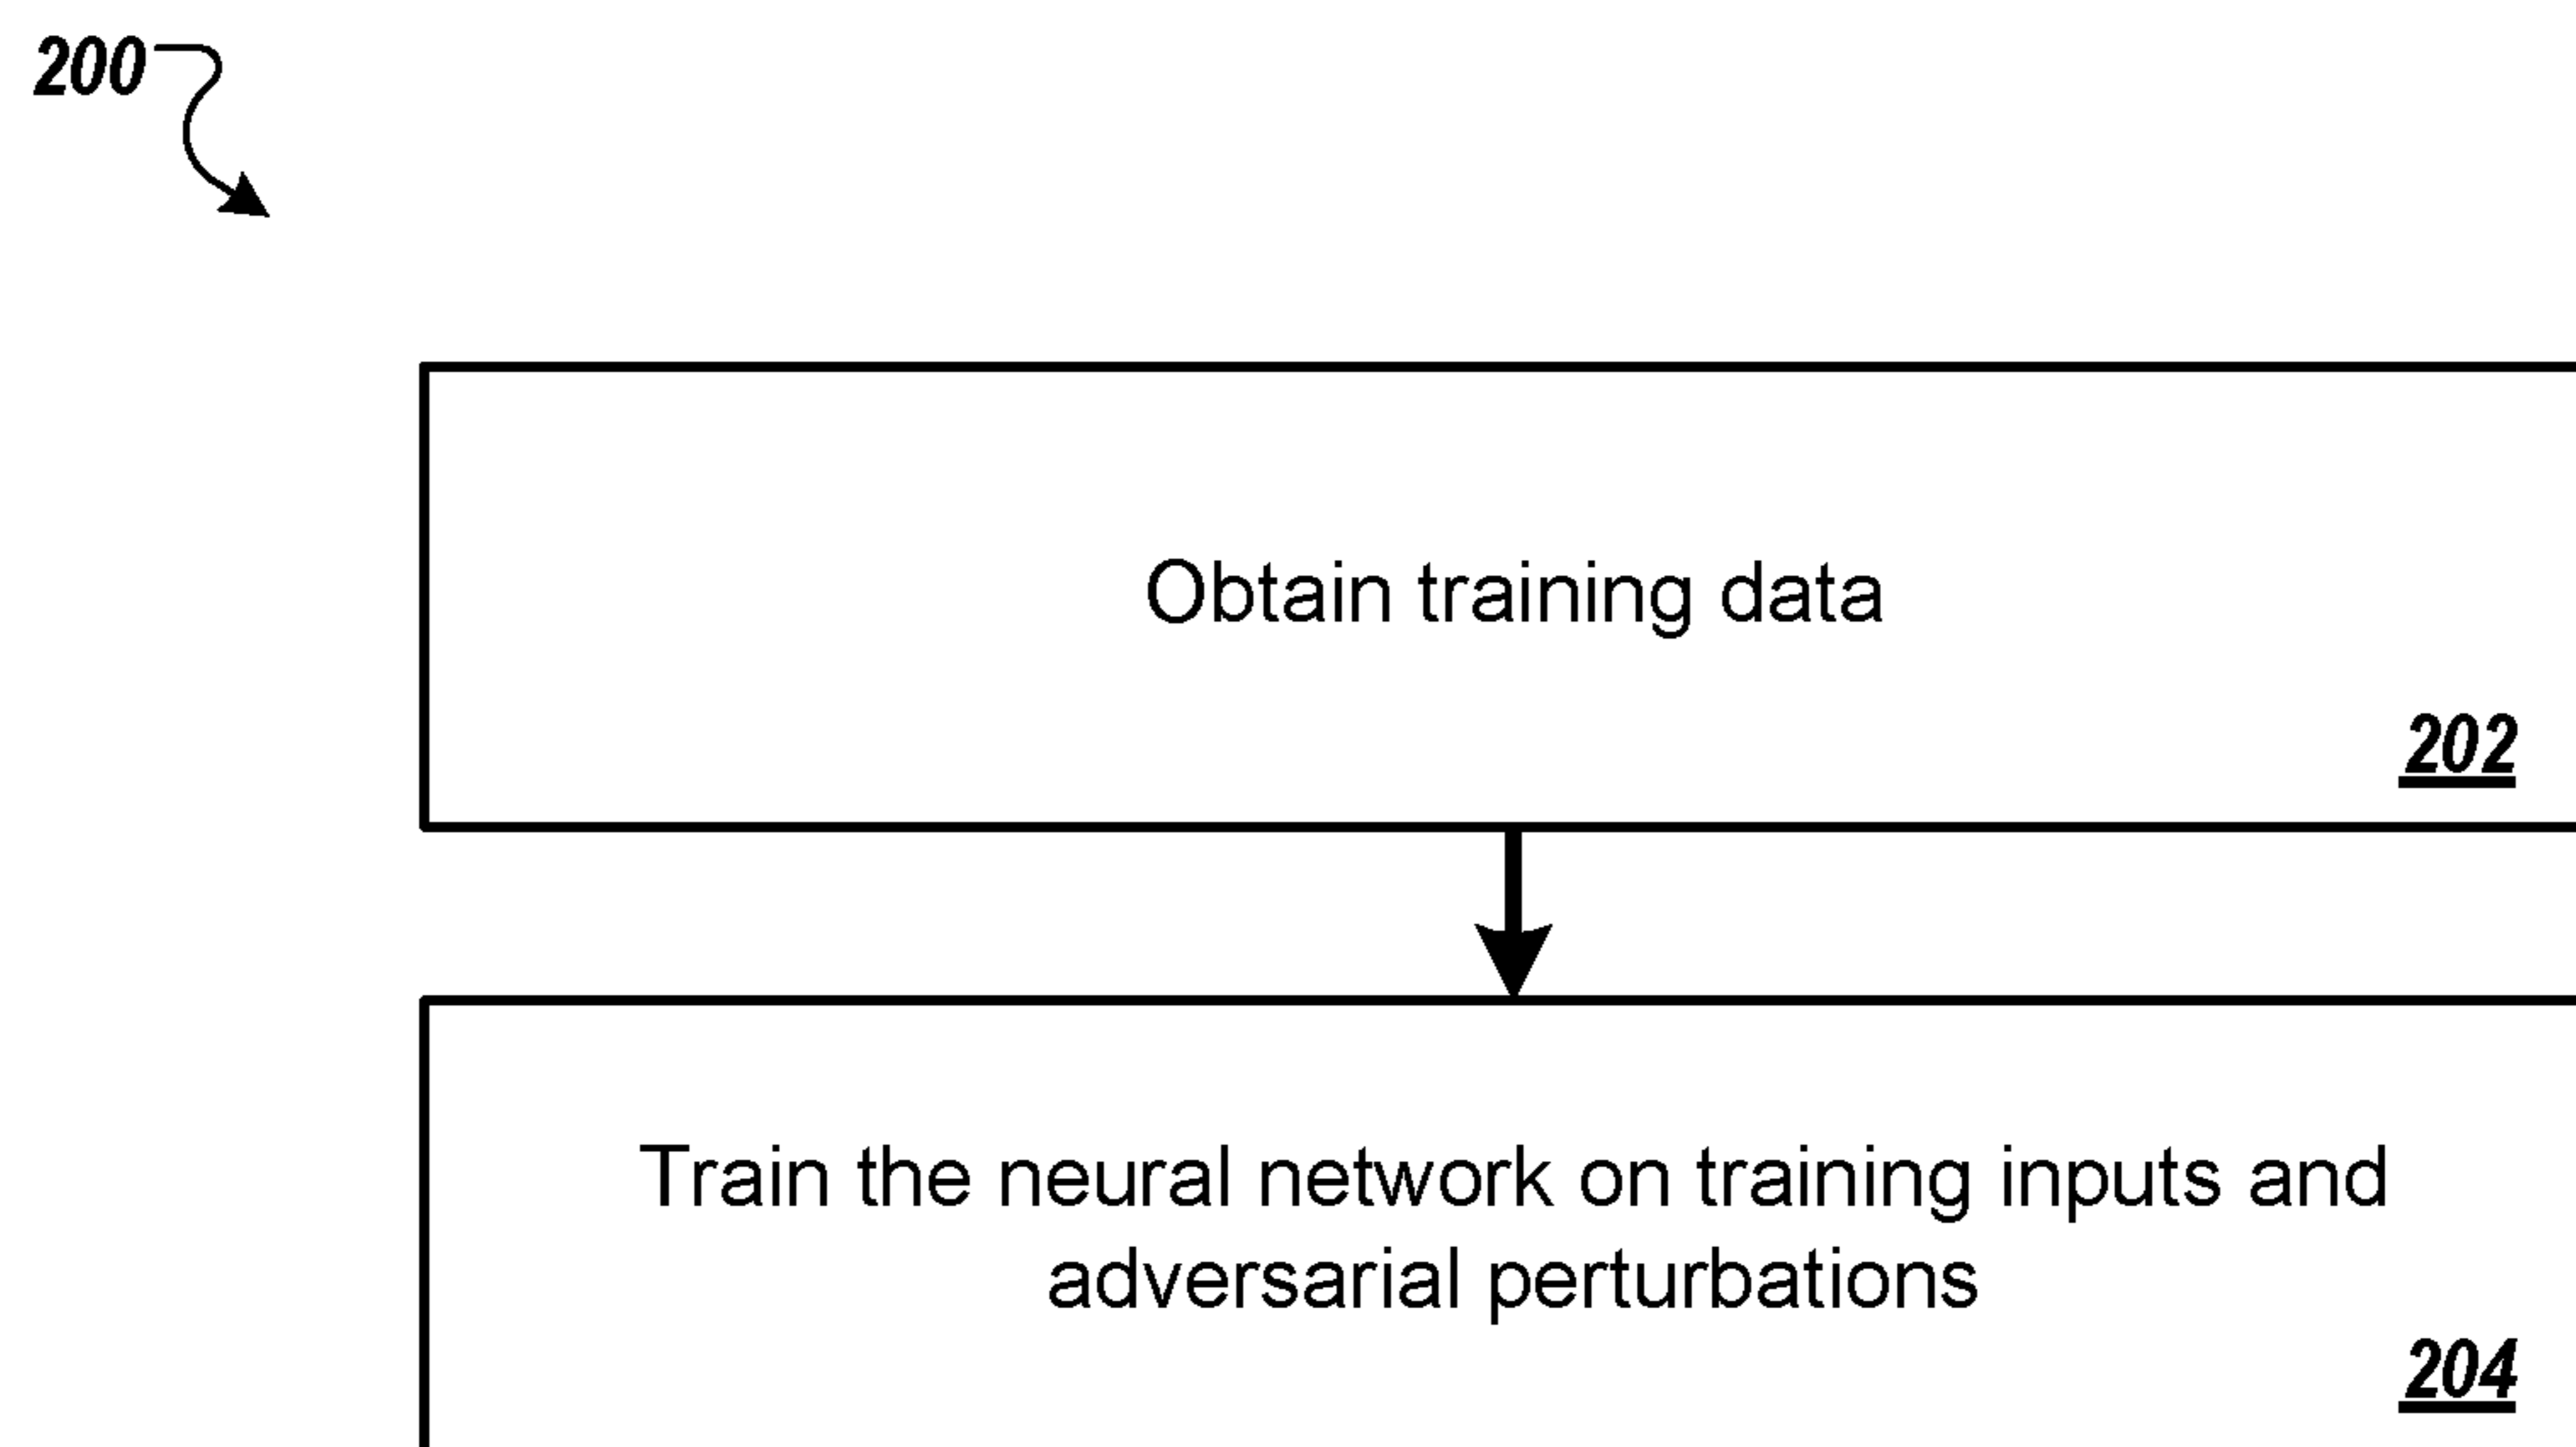 200
Obtain training data
202
Train the neural network on training inputs and
adversarial perturbations
204